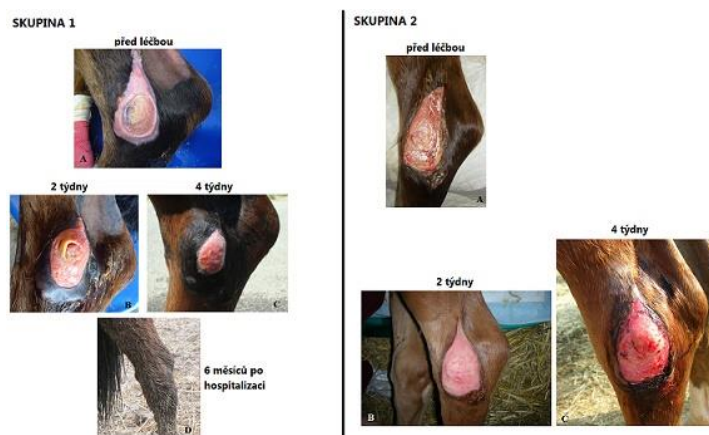 SKUPINA 1
před léčbou
A
2 týdny
4 týdny
B
C
6 měsíců po
hospitalizaci
D
SKUPINA 2
před léčbou
A
4 týdny
2 týdny
B
C